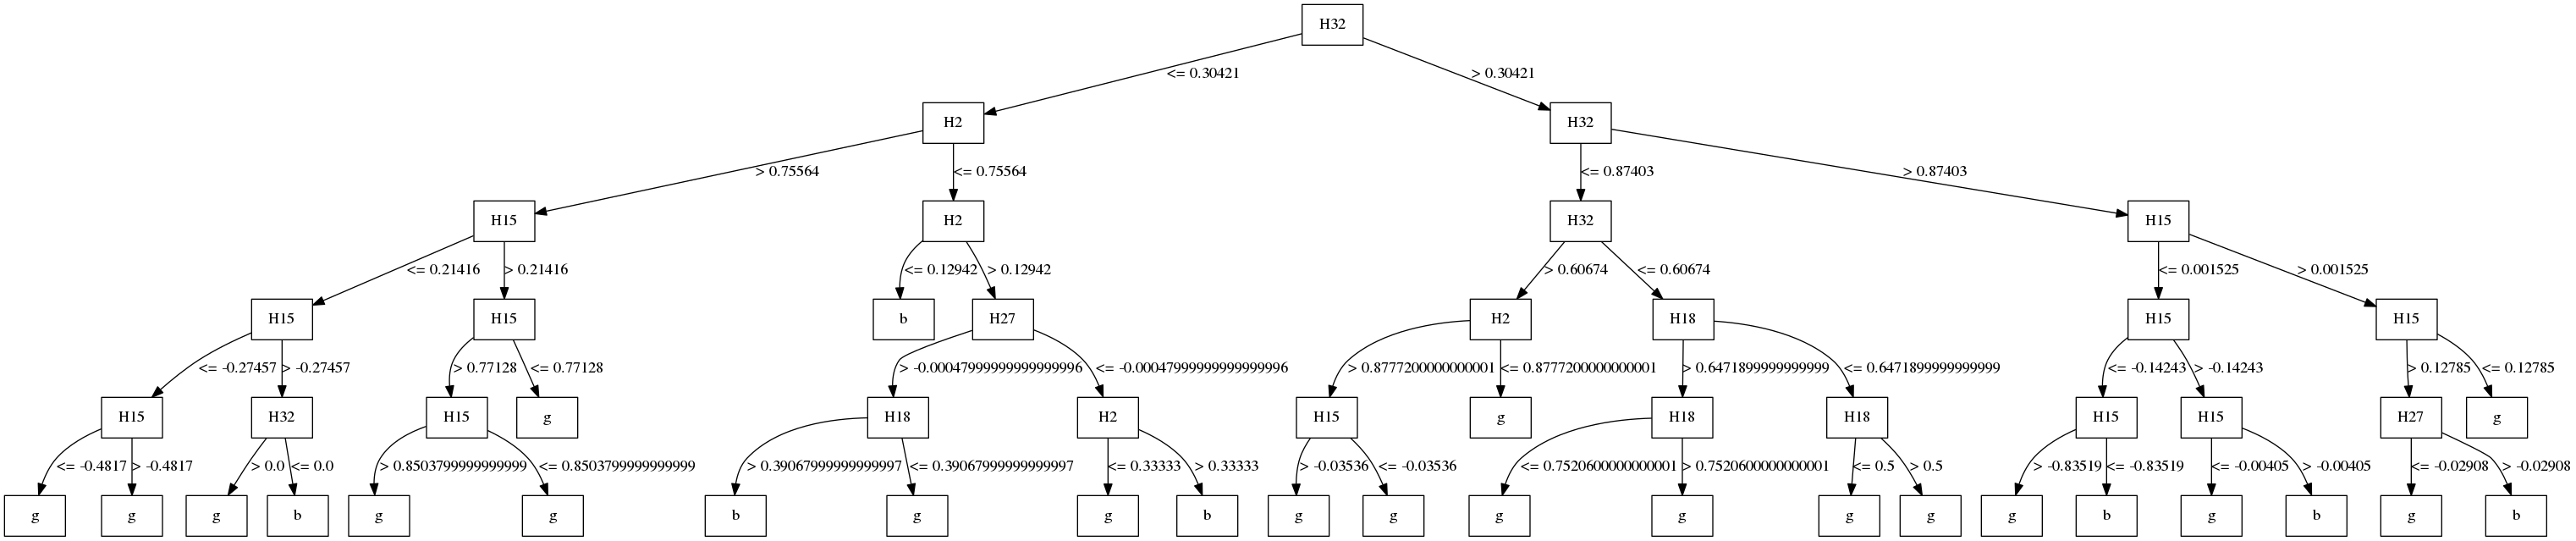 H32
<= 0.30421 > 0.30421
H2 H32
> 0.75564 <= 0.75564 <= 0.87403 > 0.87403
H15 H2 H32 H15
<= 0.21416 > 0.21416 <= 0.12942 > 0.12942 > 0.60674 <= 0.60674 <= 0.001525 > 0.001525
H15 H15 b H27 H2 H18 H15 H15
<= -0.27457 > -0.27457 > 0.77128 <= 0.77128 > -0.00047999999999999996 <= -0.00047999999999999996 > 0.8777200000000001 <= 0.8777200000000001 > 0.6471899999999999 <= 0.6471899999999999 <= -0.14243 > -0.14243 > 0.12785 <= 0.12785
H15 H32 H15 g H18 H2 H15 g H18 H18 H15 H15 H27 g
<= -0.4817 > -0.4817 > 0.0 <= 0.0 > 0.8503799999999999 <= 0.8503799999999999 > 0.39067999999999997 <= 0.39067999999999997 <= 0.33333 > 0.33333 > -0.03536 <= -0.03536 <= 0.7520600000000001 > 0.7520600000000001 <= 0.5 > 0.5 > -0.83519 <= -0.83519 <= -0.00405 > -0.00405 <= -0.02908 > -0.02908
g g g b g g b g g b g g g g g g g b g b g b